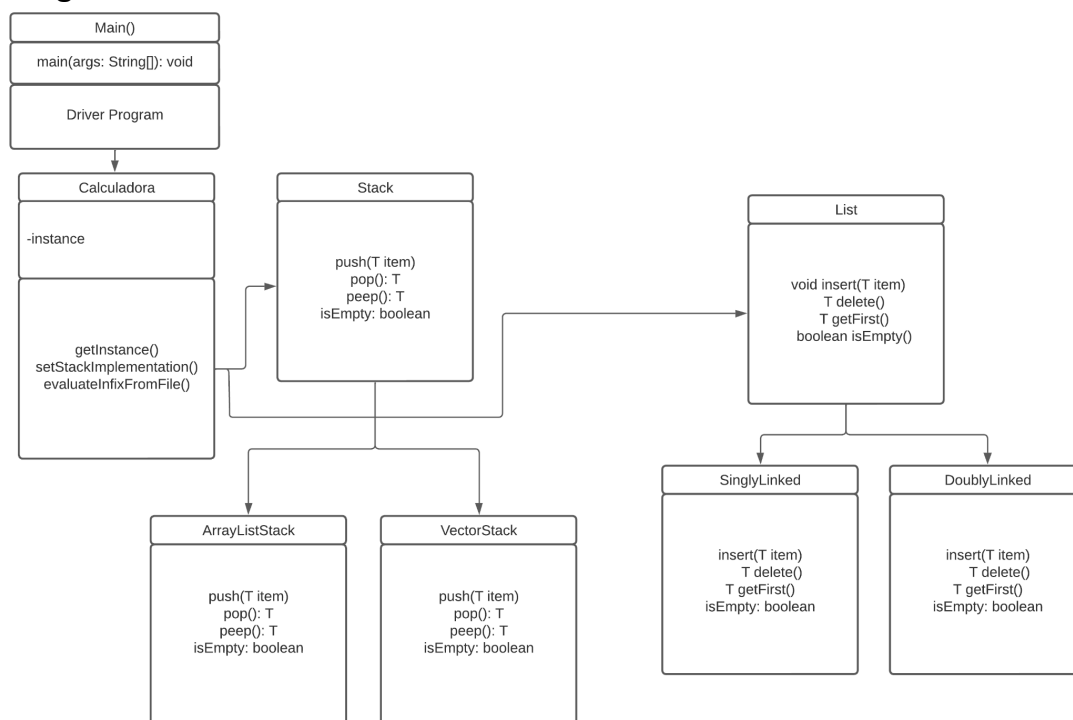 Main()
main(args: String[]): void
Driver Program
Calculadora
-instance
getInstance()
setStackImplementation()
evaluateInfixFromFile()
Stack
push(T item)
pop(): T
peep(): T
isEmpty: boolean
List
void insert(T item)
T delete()
T getFirst()
boolean isEmpty()
ArrayListStack
push(T item)
pop(): T
peep(): T
isEmpty: boolean
VectorStack
push(T item)
pop(): T
peep(): T
isEmpty: boolean
SinglyLinked
insert(T item)
T delete()
T getFirst()
isEmpty: boolean
DoublyLinked
insert(T item)
T delete()
T getFirst()
isEmpty: boolean